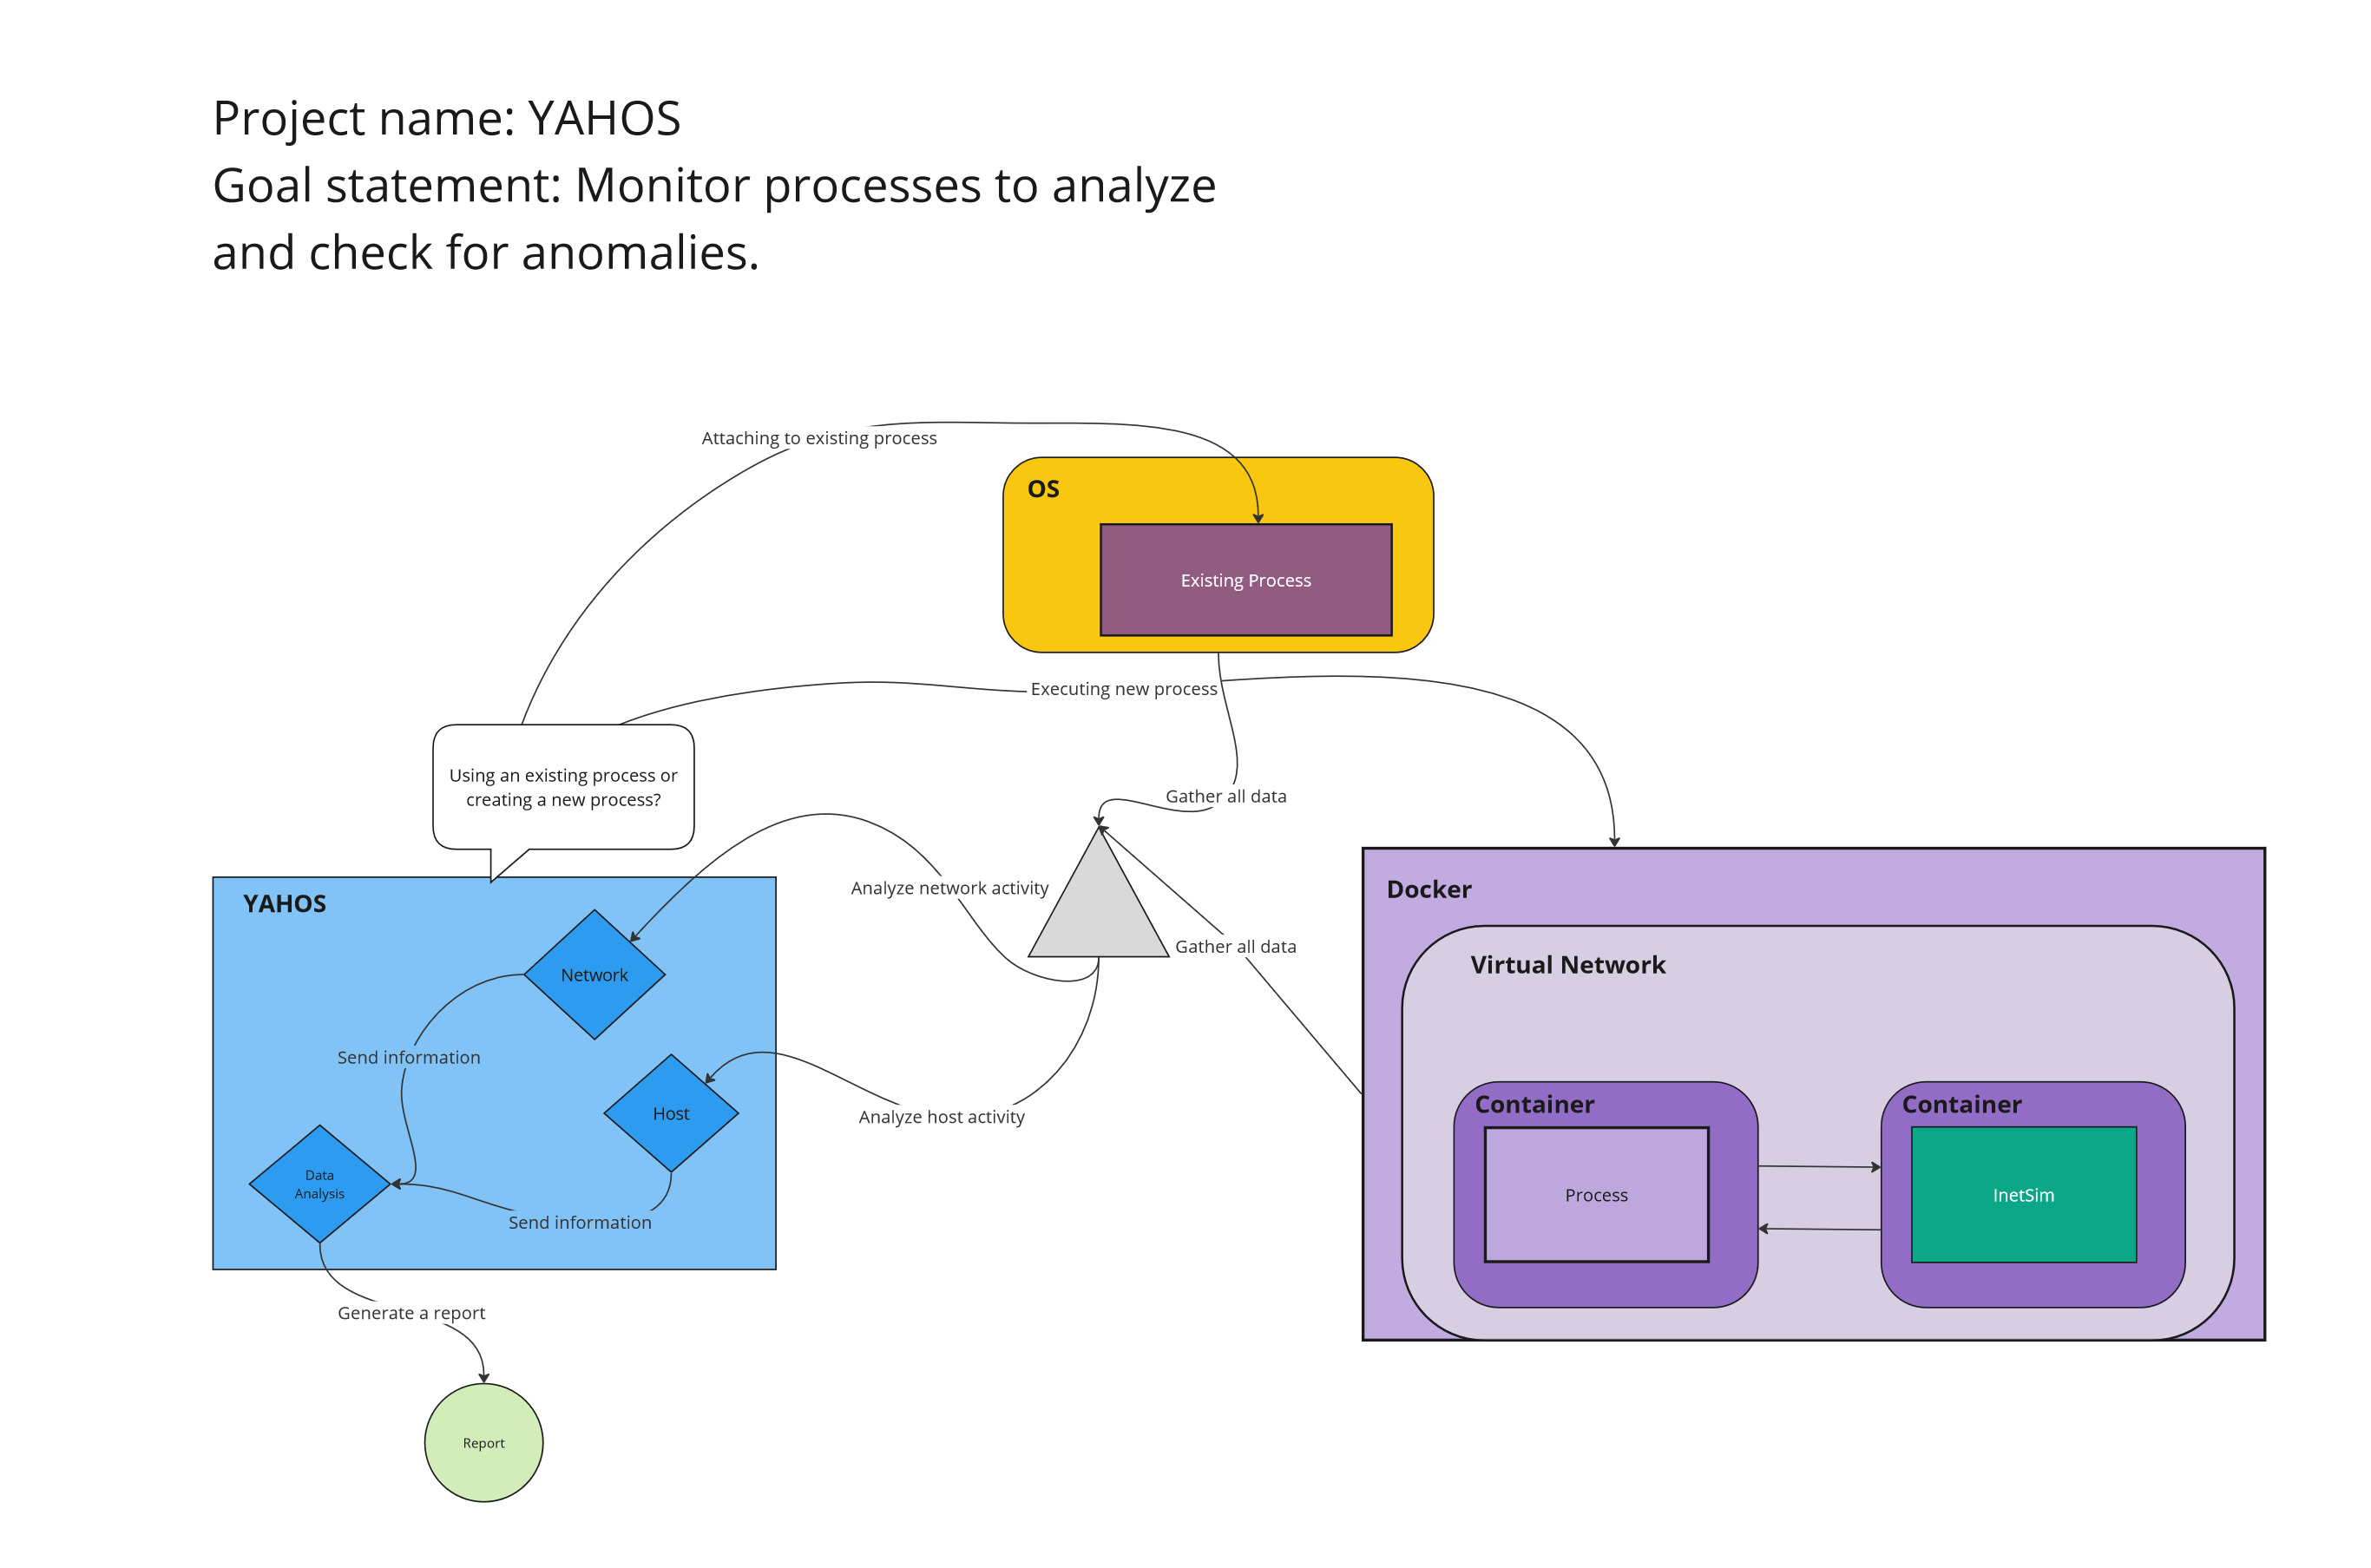 Project name: YAHOS
Goal statement: Monitor processes to analyze
and check for anomalies.
Attaching to existing process
OS
Existing Process
Executing new process
Using an existing process or
creating a new process?
Gather all data
Analyze network activity
Docker
YAHOS
Gather all data
Virtual Network
Network
Send information
Host
Analyze host activity
Container
Container
Data
Analysis
Process
InetSim
Send information
Generate a report
Report